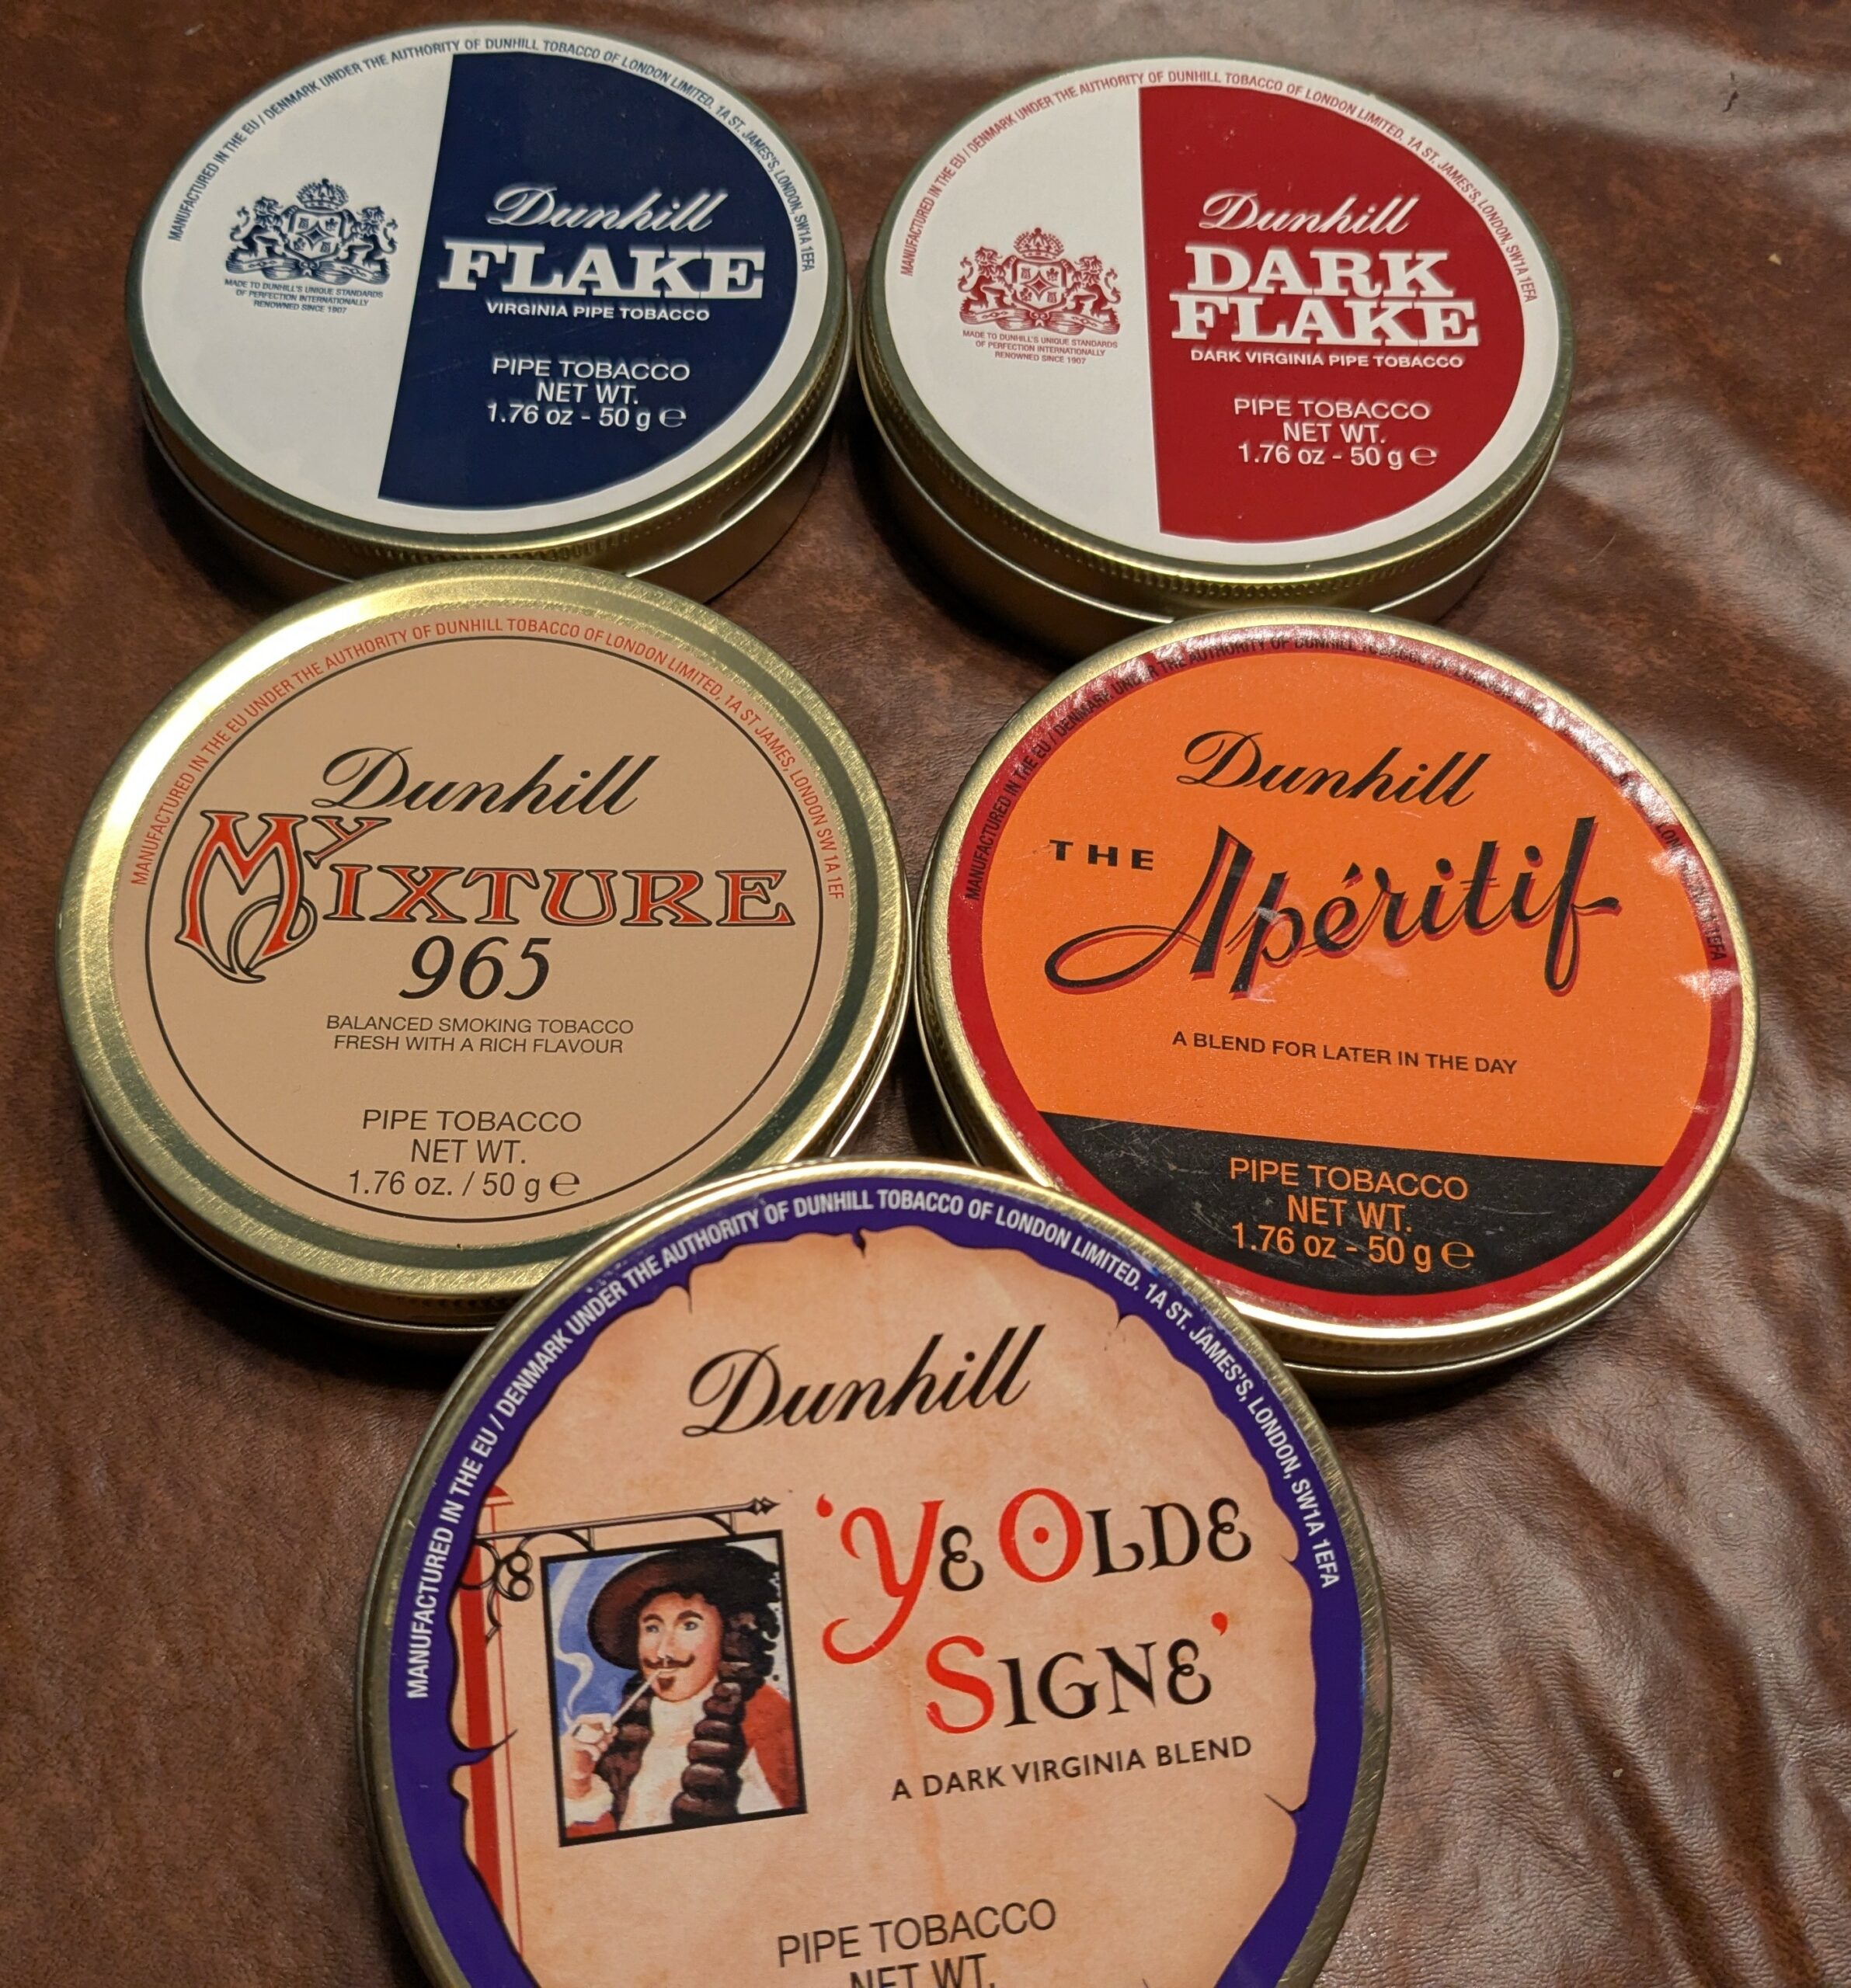 MANUFACTURED IN THE EU / DENMARK UNDER THE AUTHORITY OF DUNHILL TOBACCO OF LONDON LIMITED. 1A ST. JAMES'S, LONDON, SW1A 1EFA
Dunhill
FLAKE
VIRGINIA PIPE TOBACCO
MADE TO DUNHILL'S UNIQUE STANDARDS
OF PERFECTION INTERNATIONALLY
RENOWNED SINCE 1907
PIPE TOBACCO
NET WT.
1.76 oz - 50 g ℮
MANUFACTURED IN THE EU / DENMARK UNDER THE AUTHORITY OF DUNHILL TOBACCO OF LONDON LIMITED. 1A ST. JAMES'S, LONDON, SW1A 1EFA
Dunhill
DARK
FLAKE
DARK VIRGINIA PIPE TOBACCO
MADE TO DUNHILL'S UNIQUE STANDARDS
OF PERFECTION INTERNATIONALLY
RENOWNED SINCE 1907
PIPE TOBACCO
NET WT.
1.76 oz - 50 g ℮
MANUFACTURED IN THE EU UNDER THE AUTHORITY OF DUNHILL TOBACCO OF LONDON LIMITED, 1A ST JAMES, LONDON SW 1A 1EF
Dunhill
MY MIXTURE
965
BALANCED SMOKING TOBACCO
FRESH WITH A RICH FLAVOUR
PIPE TOBACCO
NET WT.
1.76 oz. / 50 g ℮
MANUFACTURED IN THE EU / DENMARK UNDER THE AUTHORITY OF DUNHILL TOBACCO 1EFA
Dunhill
THE Apéritif
A BLEND FOR LATER IN THE DAY
PIPE TOBACCO
NET WT.
1.76 oz - 50 g ℮
MANUFACTURED IN THE EU / DENMARK UNDER THE AUTHORITY OF DUNHILL TOBACCO OF LONDON LIMITED. 1A ST. JAMES'S, LONDON, SW1A 1EFA
Dunhill
'YE OLDE
SIGNE'
A DARK VIRGINIA BLEND
PIPE TOBACCO
NET WT.